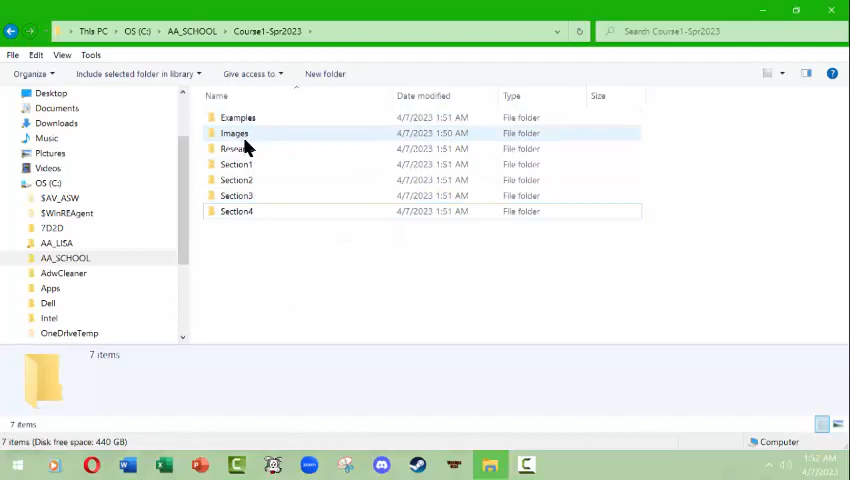 This PC > OS (C:) > AA_SCHOOL > Course1-Spr2023 >
Search Course1-Spr2023
File Edit View Tools
Organize Include selected folder in library Give access to New folder
Name Date modified Type Size
Examples 4/7/2023 1:51 AM File folder
Images 4/7/2023 1:50 AM File folder
4/7/2023 1:51 AM File folder
Section1 4/7/2023 1:51 AM File folder
Section2 4/7/2023 1:51 AM File folder
Section3 4/7/2023 1:51 AM File folder
Section4 4/7/2023 1:51 AM File folder
Desktop
Documents
Downloads
Music
Pictures
Videos
OS (C:)
$AV_ASW
$WinREAgent
7D2D
AA_LISA
AA_SCHOOL
AdwCleaner
Apps
Dell
Intel
OneDriveTemp
7 items
7 items
7 items (Disk free space: 440 GB)
Computer
zoom
1:52 AM
4/7/2023